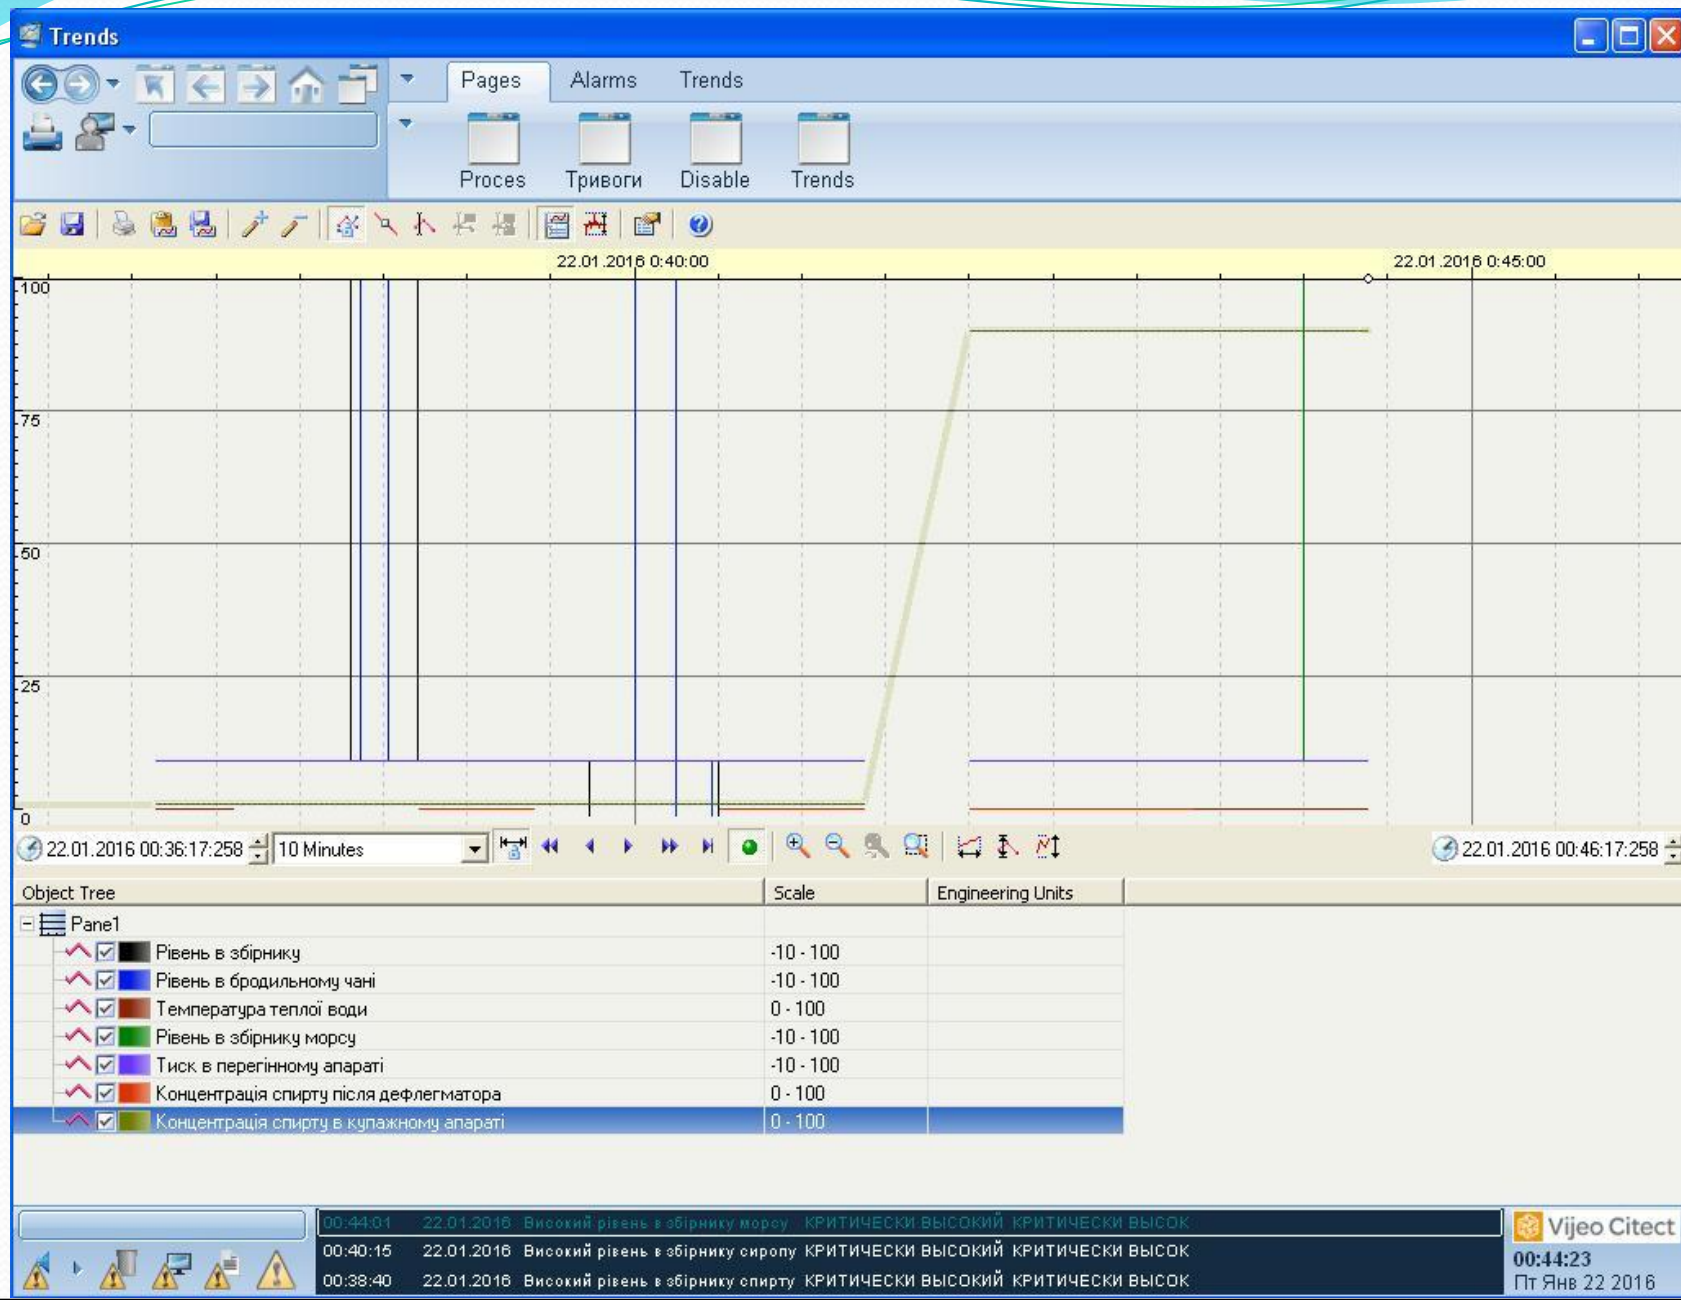 Trends
Pages Alarms Trends
Proces Тривоги Disable Trends
22.01.2016 0:40:00 22.01.2016 0:45:00
100
75
50
25
0
22.01.2016 00:36:17:258 10 Minutes 22.01.2016 00:46:17:258
Object Tree Scale Engineering Units
Pane1
Рівень в збірнику -10 - 100
Рівень в бродильному чані -10 - 100
Температура теплої води 0 - 100
Рівень в збірнику морсу -10 - 100
Тиск в перегінному апараті -10 - 100
Концентрація спирту після дефлегматора 0 - 100
Концентрація спирту в купажному апараті 0 - 100
00:44:01 22.01.2016 Високий рівень в збірнику морсу КРИТИЧЕСКИ ВЫСОКИЙ КРИТИЧЕСКИ ВЫСОК
00:40:15 22.01.2016 Високий рівень в збірнику сиропу КРИТИЧЕСКИ ВЫСОКИЙ КРИТИЧЕСКИ ВЫСОК
00:38:40 22.01.2016 Високий рівень в збірнику спирту КРИТИЧЕСКИ ВЫСОКИЙ КРИТИЧЕСКИ ВЫСОК
Vijeo Citect
00:44:23
Пт Янв 22 2016